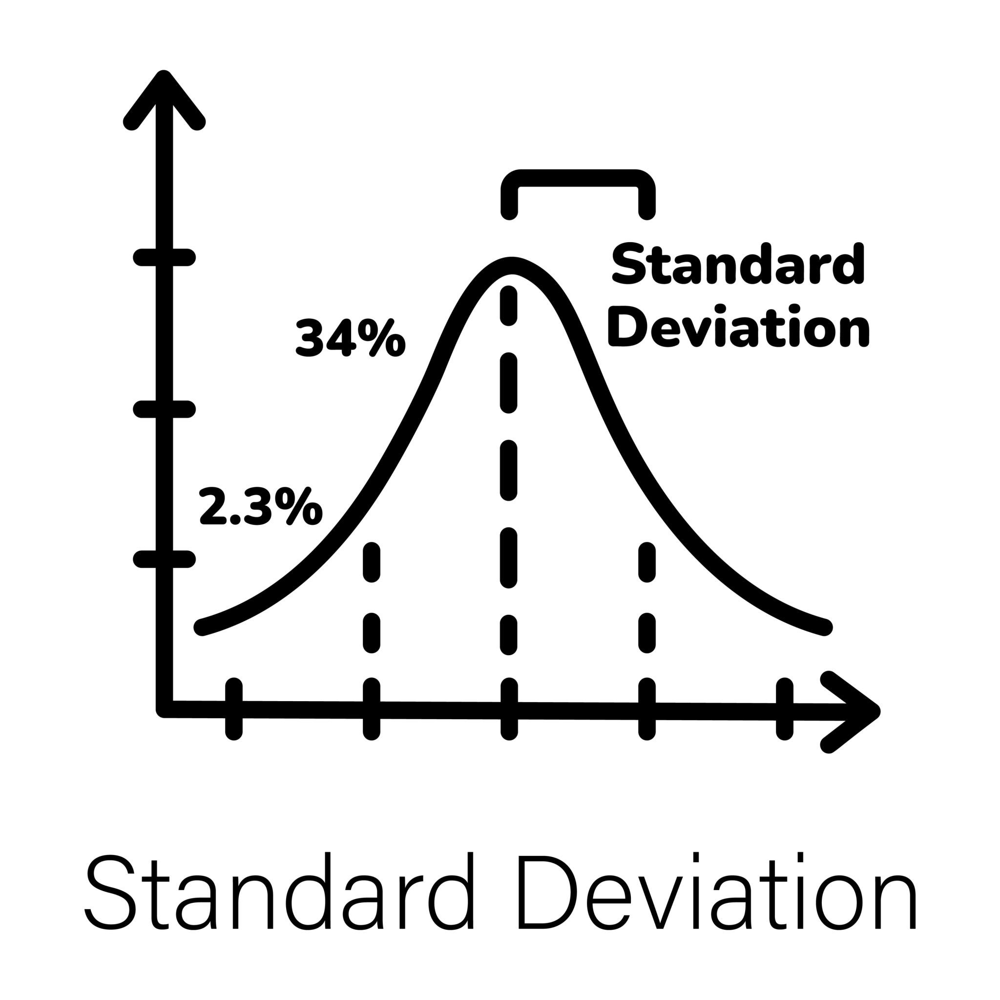 Standard
Deviation
34%
2.3%
Standard Deviation